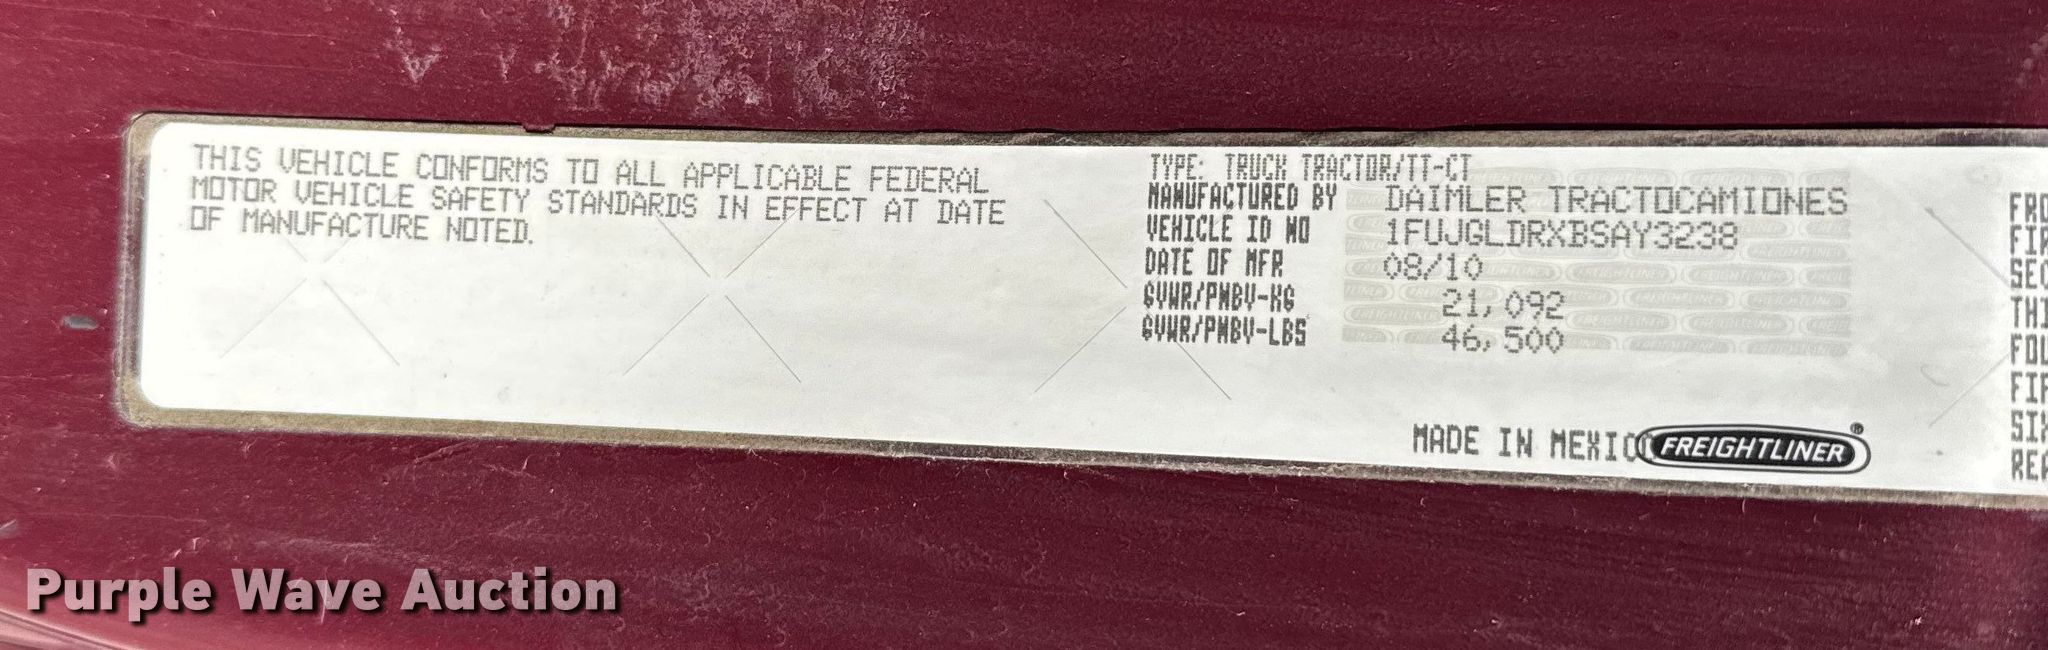 THIS VEHICLE CONFORMS TO ALL APPLICABLE FEDERAL
MOTOR VEHICLE SAFETY STANDARDS IN EFFECT AT DATE
OF MANUFACTURE NOTED.
TYPE: TRUCK TRACTOR/TT-CT
MANUFACTURED BY DAIMLER TRACTOCAMIONES
VEHICLE ID NO 1FUJGLDRXBSAY3238
DATE OF MFR 08/10
GVWR/PNBV-KG 21,092
GVWR/PNBV-LBS 46,500
MADE IN MEXICO FREIGHTLINER®
Purple Wave Auction